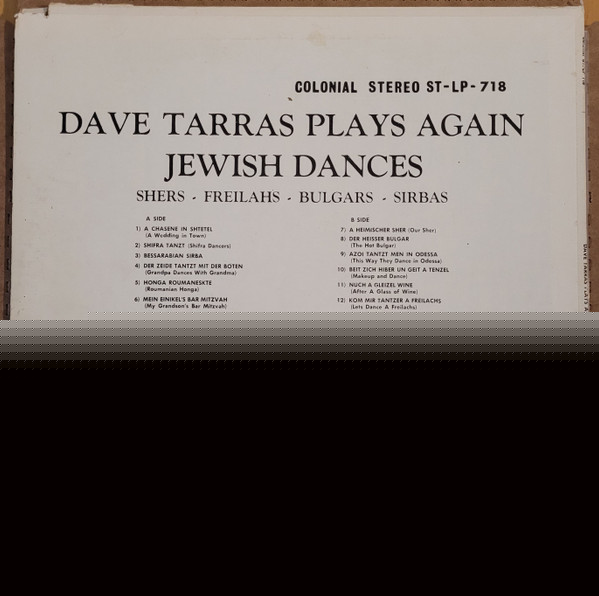 COLONIAL STEREO ST-LP-718
DAVE TARRAS PLAYS AGAIN
JEWISH DANCES
SHERS - FREILAHS - BULGARS - SIRBAS
A SIDE
1) A CHASENE IN SHTETEL
(A Wedding in Town)
2) SHIFRA TANZT (Shifra Dancers)
3) BESSARABIAN SIRBA
4) DER ZEIDE TANTZT MIT DER BOTEN
(Grandpa Dances With Grandma)
5) HONGA ROUMANESKTE
(Roumanian Honga)
6) MEIN EINIKEL'S BAR MITZVAH
(My Grandson's Bar Mitzvah)
B SIDE
7) A HEIMISCHER SHER (Our Sher)
8) DER HEISSER BULGAR
(The Hot Bulgar)
9) AZOI TANTZT MEN IN ODESSA
(This Way They Dance in Odessa)
10) BEIT ZICH HIBER UN GEIT A TENZEL
(Makeup and Dance)
11) NUCH A GLEIZEL WINE
(After A Glass of Wine)
12) KOM MIR TANTZER A FREILACHS
(Lets Dance A Freilachs)
DAVE TARRAS PLAYS A